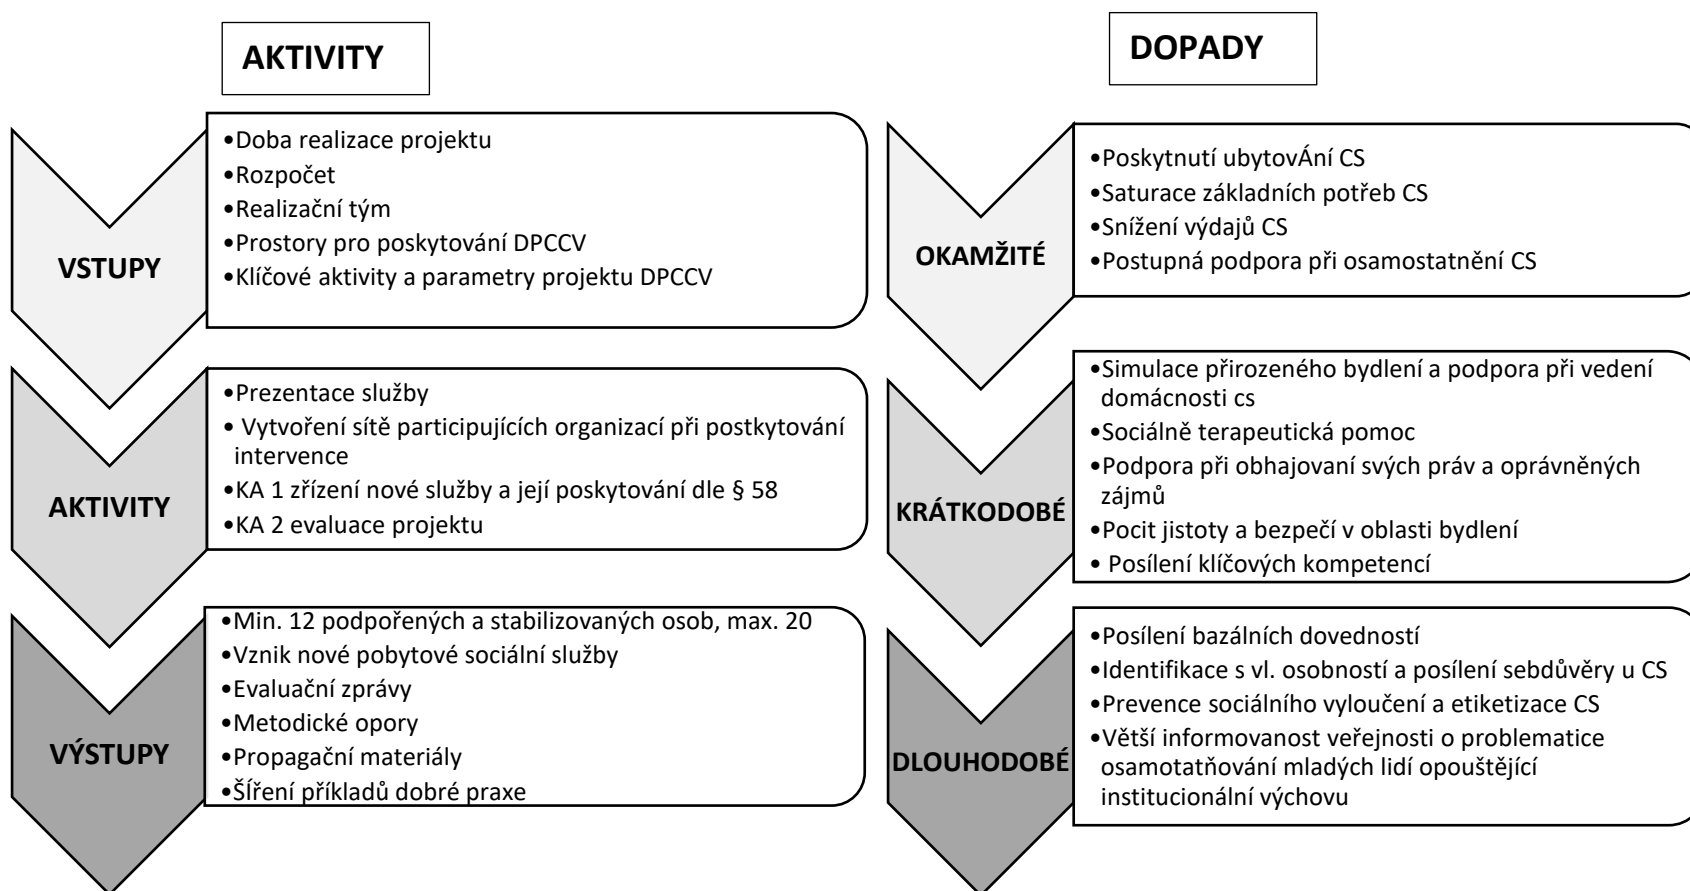 AKTIVITY
VSTUPY
•Doba realizace projektu
•Rozpočet
•Realizační tým
•Prostory pro poskytování DPCCV
•Klíčové aktivity a parametry projektu DPCCV
AKTIVITY
•Prezentace služby
• Vytvoření sítě participujících organizací při postkytování
intervence
•KA 1 zřízení nové služby a její poskytování dle § 58
•KA 2 evaluace projektu
VÝSTUPY
•Min. 12 podpořených a stabilizovaných osob, max. 20
•Vznik nové pobytové sociální služby
•Evaluační zprávy
•Metodické opory
•Propagační materiály
•ŠÍření příkladů dobré praxe
DOPADY
OKAMŽITÉ
•Poskytnutí ubytovÁní CS
•Saturace základních potřeb CS
•Snížení výdajů CS
•Postupná podpora při osamostatnění CS
KRÁTKODOBÉ
•Simulace přirozeného bydlení a podpora při vedení
domácnosti cs
•Sociálně terapeutická pomoc
•Podpora při obhajovaní svých práv a oprávněných
zájmů
•Pocit jistoty a bezpečí v oblasti bydlení
• Posílení klíčových kompetencí
DLOUHODOBÉ
•Posílení bazálních dovedností
•Identifikace s vl. osobností a posílení sebdůvěry u CS
•Prevence sociálního vyloučení a etiketizace CS
•Větší informovanost veřejnosti o problematice
osamotatňování mladých lidí opouštějící
institucionální výchovu